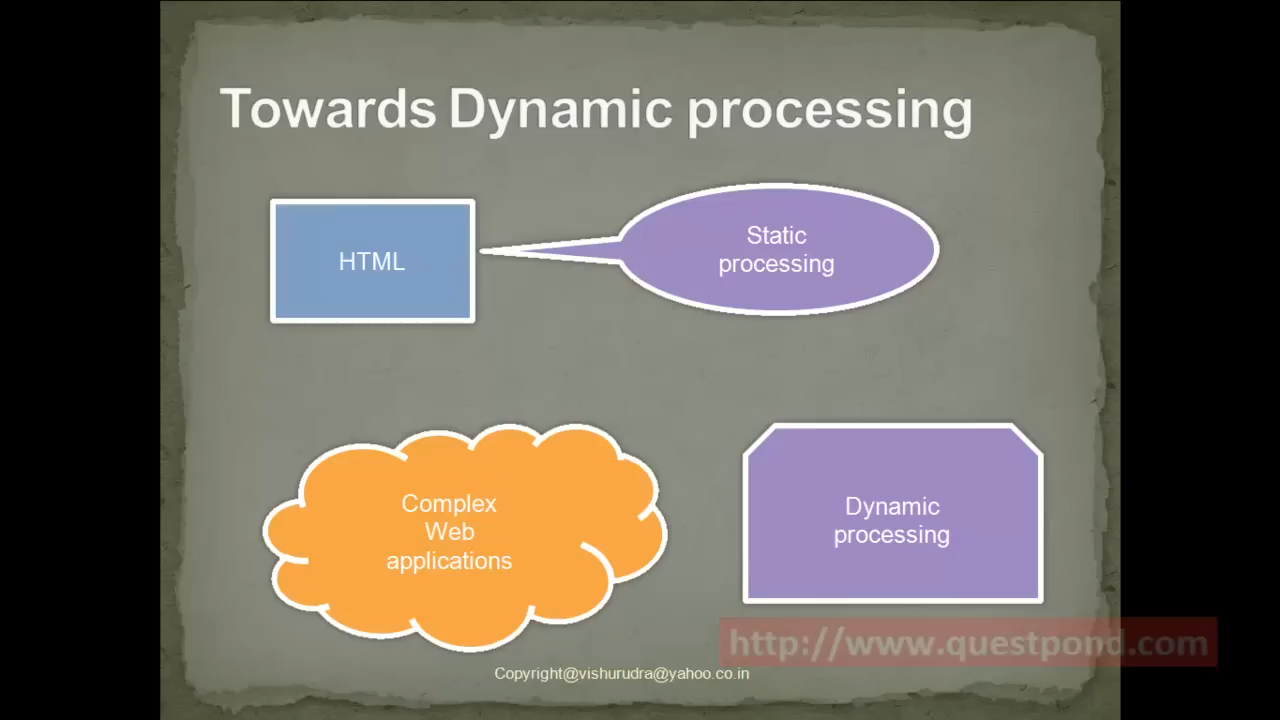 Towards Dynamic processing
HTML
Static
processing
Complex
Web
applications
Dynamic
processing
http://www.questpond.com
Copyright@vishurudra@yahoo.co.in